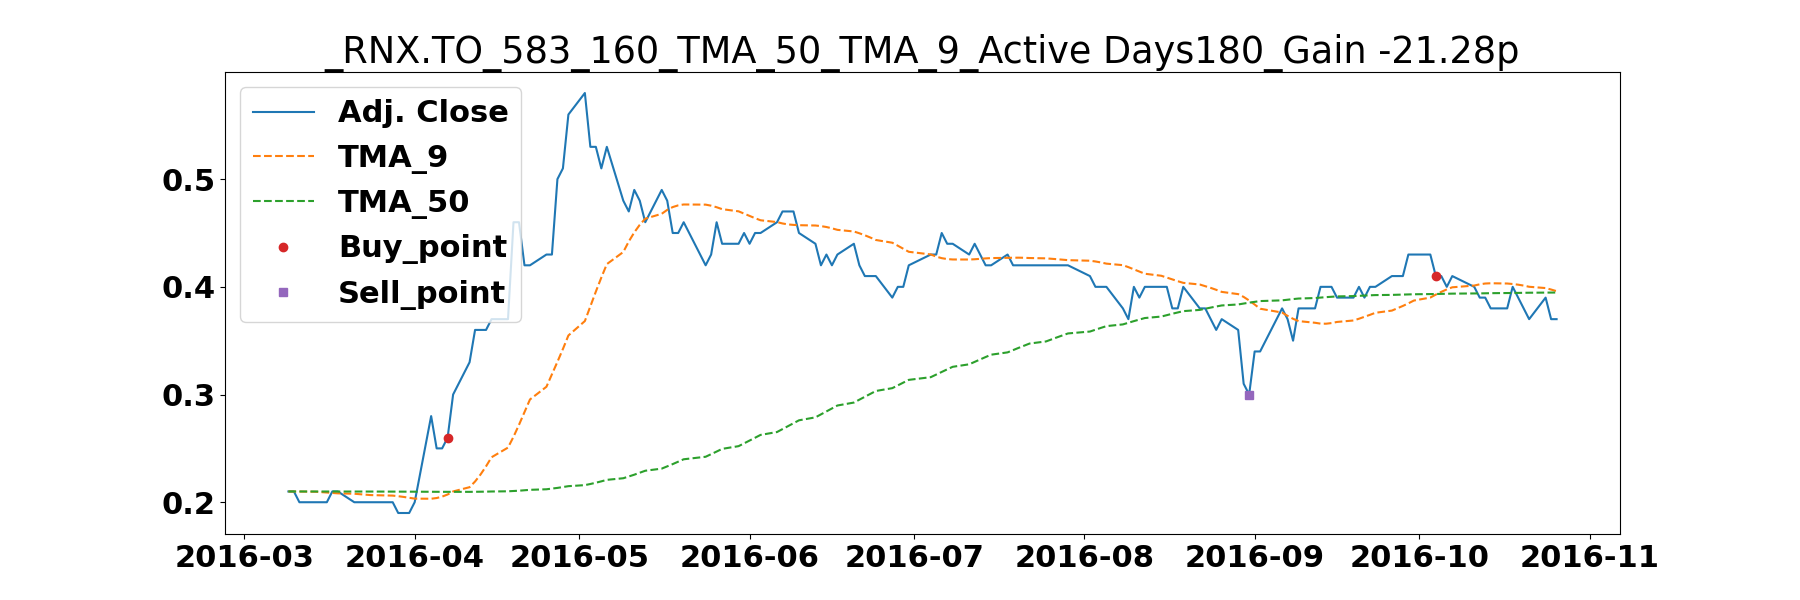 _RNX.TO_583_160_TMA_50_TMA_9_Active Days180_Gain -21.28p
Adj. Close
TMA_9
TMA_50
Buy_point
Sell_point
0.5
0.4
0.3
0.2
2016-03 2016-04 2016-05 2016-06 2016-07 2016-08 2016-09 2016-10 2016-11